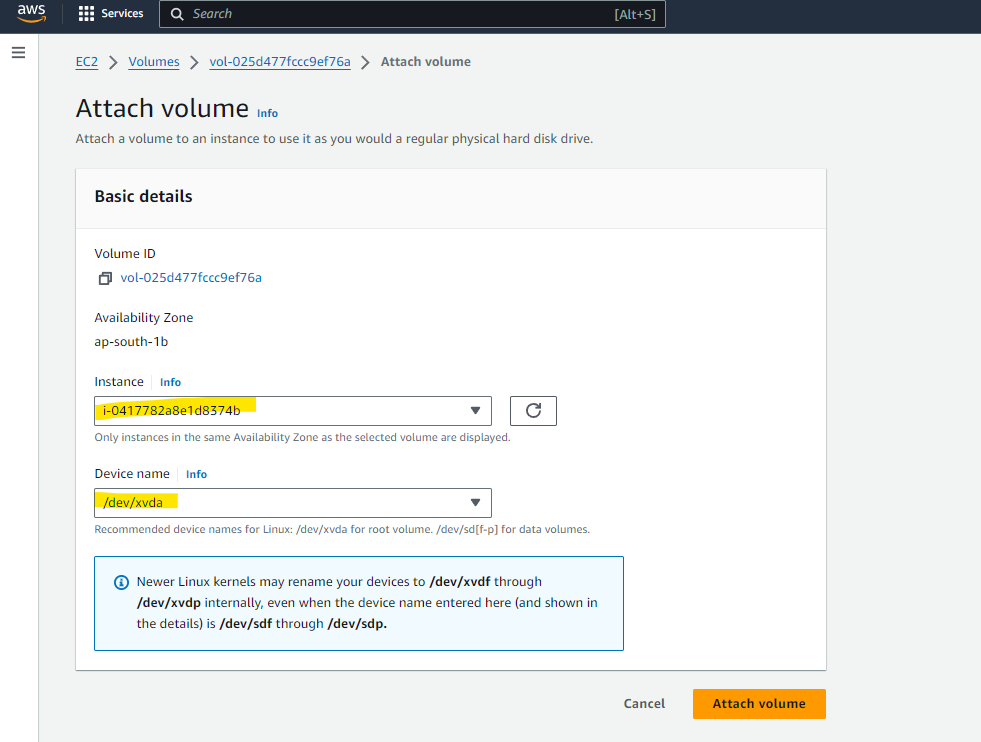 aws
Services
Search [Alt+S]
EC2 > Volumes > vol-025d477fccc9ef76a > Attach volume
Attach volume Info
Attach a volume to an instance to use it as you would a regular physical hard disk drive.
Basic details
Volume ID
vol-025d477fccc9ef76a
Availability Zone
ap-south-1b
Instance Info
i-0417782a8e1d8374b
Only instances in the same Availability Zone as the selected volume are displayed.
Device name Info
/dev/xvda
Recommended device names for Linux: /dev/xvda for root volume. /dev/sd[f-p] for data volumes.
Newer Linux kernels may rename your devices to /dev/xvdf through
/dev/xvdp internally, even when the device name entered here (and shown in
the details) is /dev/sdf through /dev/sdp.
Cancel Attach volume